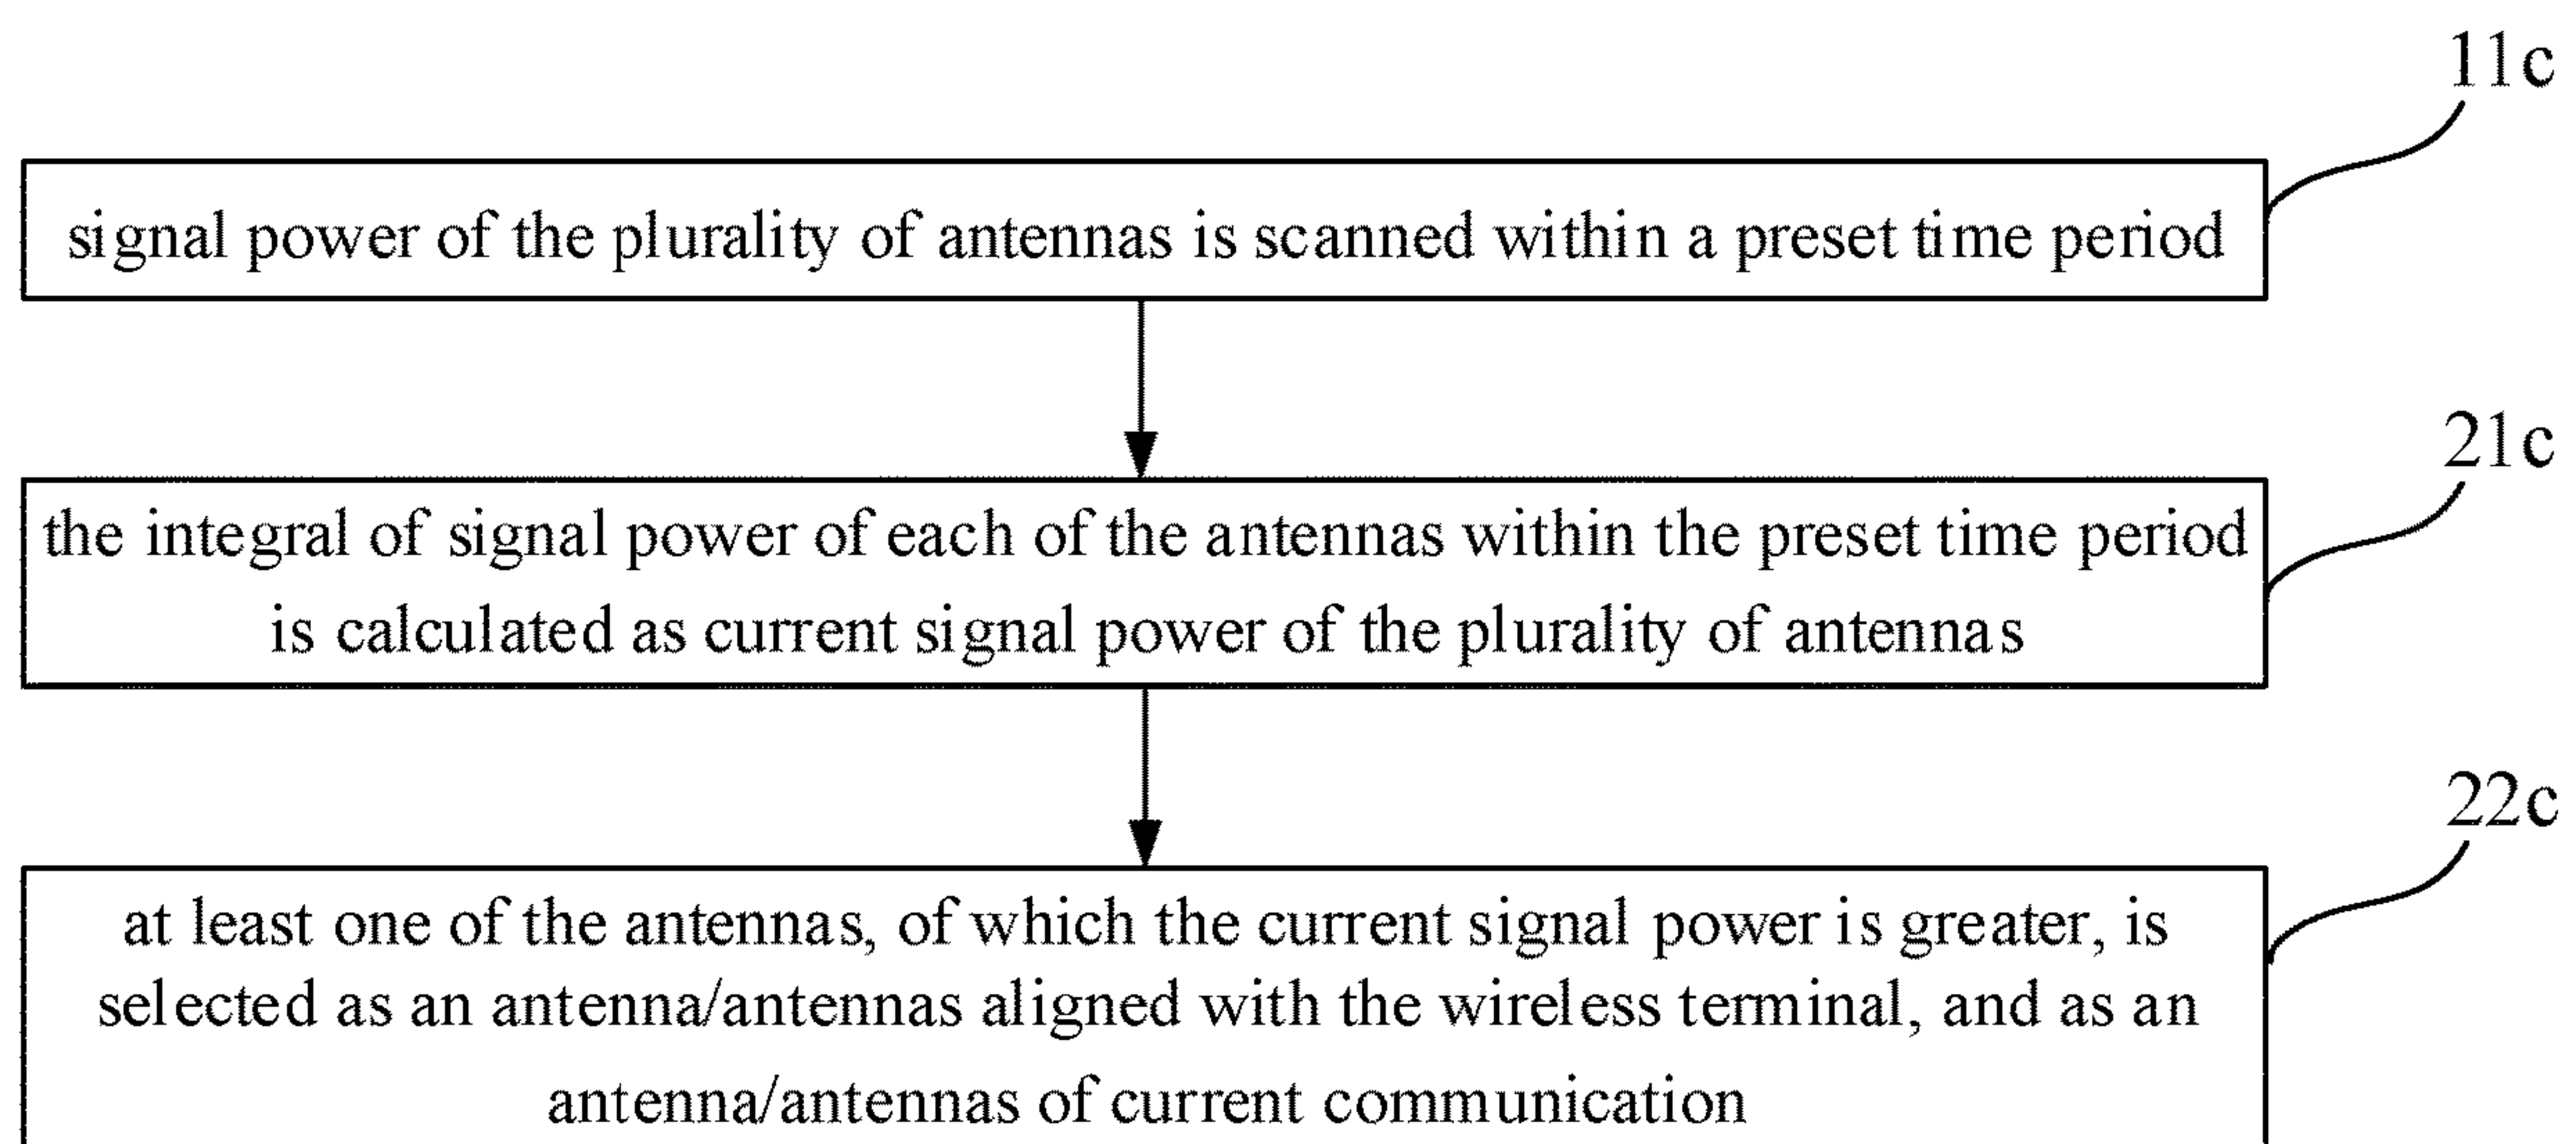 11c
signal power of the plurality of antennas is scanned within a preset time period
21c
the integral of signal power of each of the antennas within the preset time period
is calculated as current signal power of the plurality of antennas
22c
at least one of the antennas, of which the current signal power is greater, is
selected as an antenna/antennas aligned with the wireless terminal, and as an
antenna/antennas of current communication